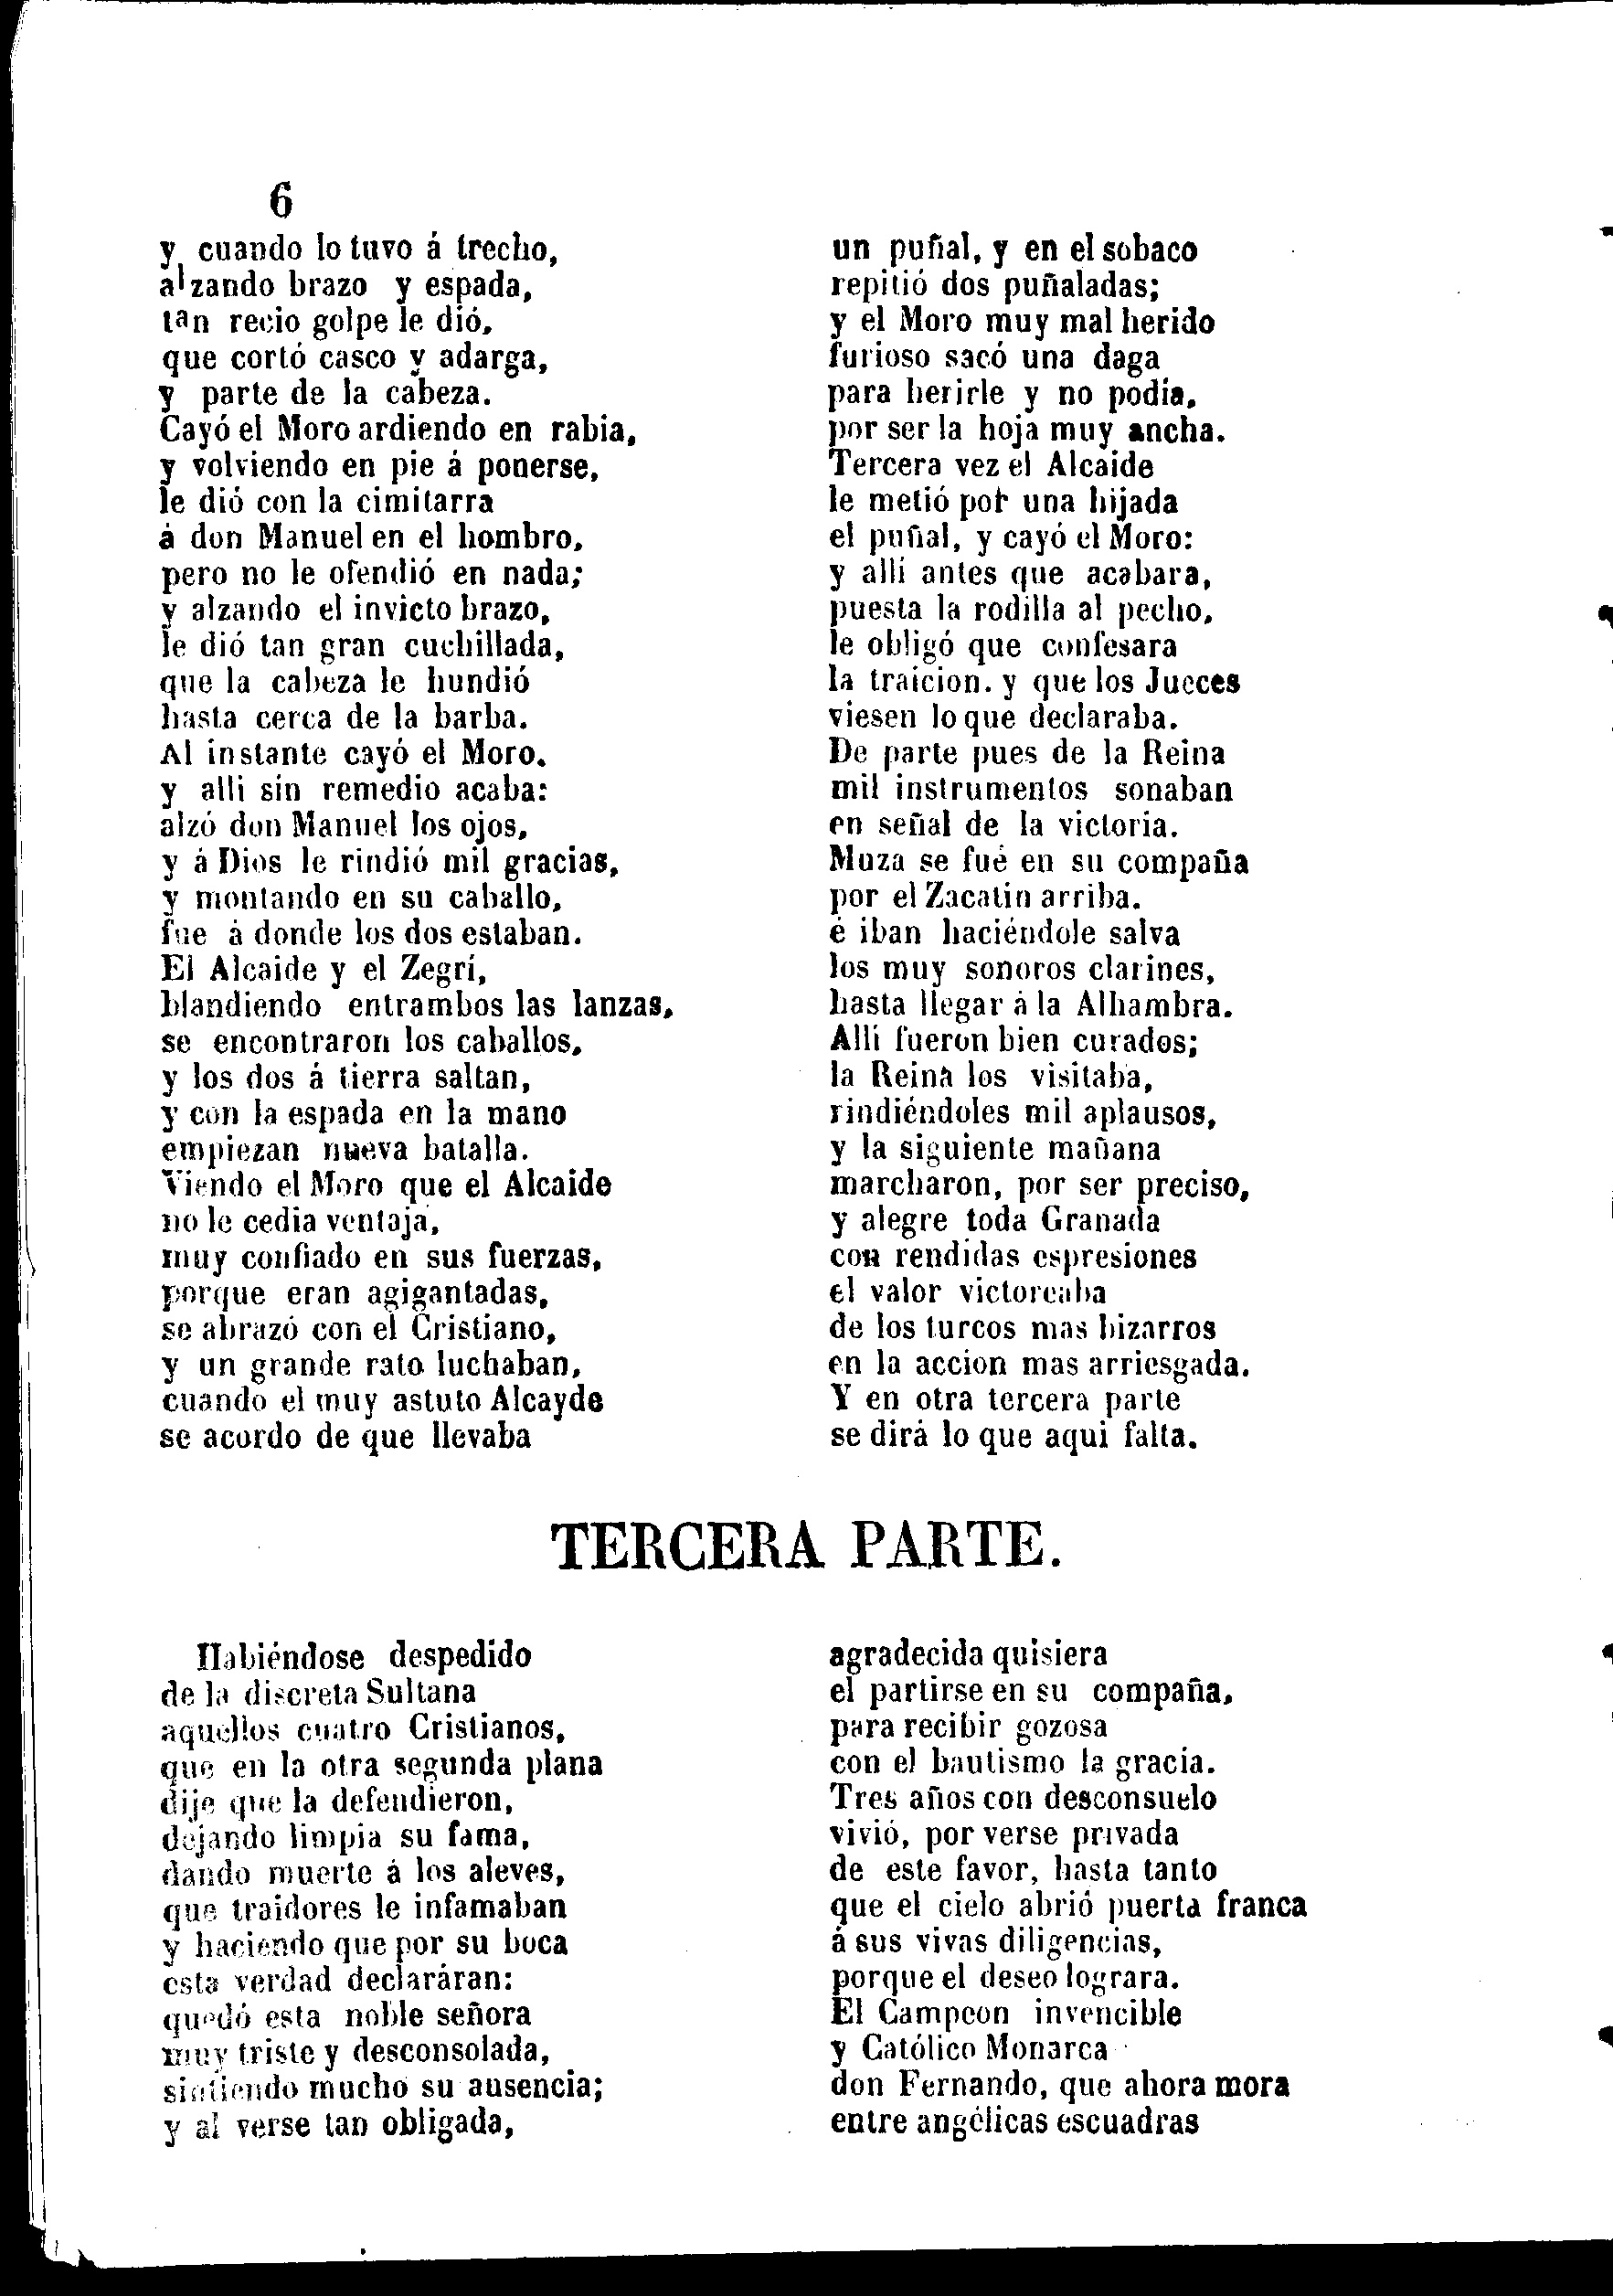 6
y cuando lo tuvo á trecho,
alzando brazo y espada,
tan recio golpe le dió,
que cortó casco y adarga,
y parte de la cabeza.
Cayó el Moro ardiendo en rabia,
y volviendo en pie á ponerse,
le dió con la cimitarra
á don Manuel en el hombro,
pero no le ofendió en nada;
y alzando el invicto brazo,
le dió tan gran cuchillada,
que la cabeza le hundió
hasta cerca de la barba.
Al instante cayó el Moro.
y alli sin remedio acaba:
alzó don Manuel los ojos,
y á Dios le rindió mil gracias,
y montando en su caballo,
fue á donde los dos estaban.
El Alcaide y el Zegrí,
blandiendo entrambos las lanzas,
se encontraron los caballos,
y los dos á tierra saltan,
y con la espada en la mano
empiezan nueva batalla.
Viendo el Moro que el Alcaide
no le cedia ventaja,
muy confiado en sus fuerzas,
porque eran agigantadas,
se abrazó con el Cristiano,
y un grande rato luchaban,
cuando el muy astuto Alcayde
se acordo de que llevaba
un puñal, y en el sobaco
repitió dos puñaladas;
y el Moro muy mal herido
furioso sacó una daga
para herirle y no podia,
por ser la hoja muy ancha.
Tercera vez el Alcaide
le metió por una hijada
el puñal, y cayó el Moro:
y alli antes que acabara,
puesta la rodilla al pecho,
le obligó que confesara
la traicion. y que los Jueces
viesen lo que declaraba.
De parte pues de la Reina
mil instrumentos sonaban
en señal de la victoria.
Muza se fué en su compaña
por el Zacatin arriba.
é iban haciéndole salva
los muy sonoros clarines,
hasta llegar á la Alhambra.
Allí fueron bien curados;
la Reina los visitaba,
rindiéndoles mil aplausos,
y la siguiente mañana
marcharon, por ser preciso,
y alegre toda Granada
con rendidas espresiones
el valor victoreaba
de los turcos mas bizarros
en la accion mas arriesgada.
Y en otra tercera parte
se dirá lo que aqui falta.
TERCERA PARTE.
Habiéndose despedido
de la discreta Sultana
aquellos cuatro Cristianos,
que en la otra segunda plana
dije que la defendieron,
dejando limpia su fama,
dando muerte á los aleves,
que traidores le infamaban
y haciendo que por su boca
esta verdad declaráran:
quedó esta noble señora
muy triste y desconsolada,
sintiendo mucho su ausencia;
y al verse tan obligada,
agradecida quisiera
el partirse en su compaña,
para recibir gozosa
con el bautismo la gracia.
Tres años con desconsuelo
vivió, por verse privada
de este favor, hasta tanto
que el cielo abrió puerta franca
á sus vivas diligencias,
porque el deseo lograra.
El Campeon invencible
y Católico Monarca
don Fernando, que ahora mora
entre angélicas escuadras